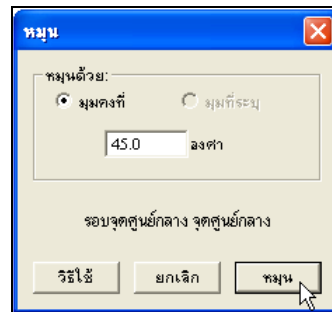 หมุน
หมุนด้วย:
มุมคงที่ มุมที่ระบุ
45.0 องศา
รอบจุดศูนย์กลาง จุดศูนย์กลาง
วิธีใช้ ยกเลิก หมุน